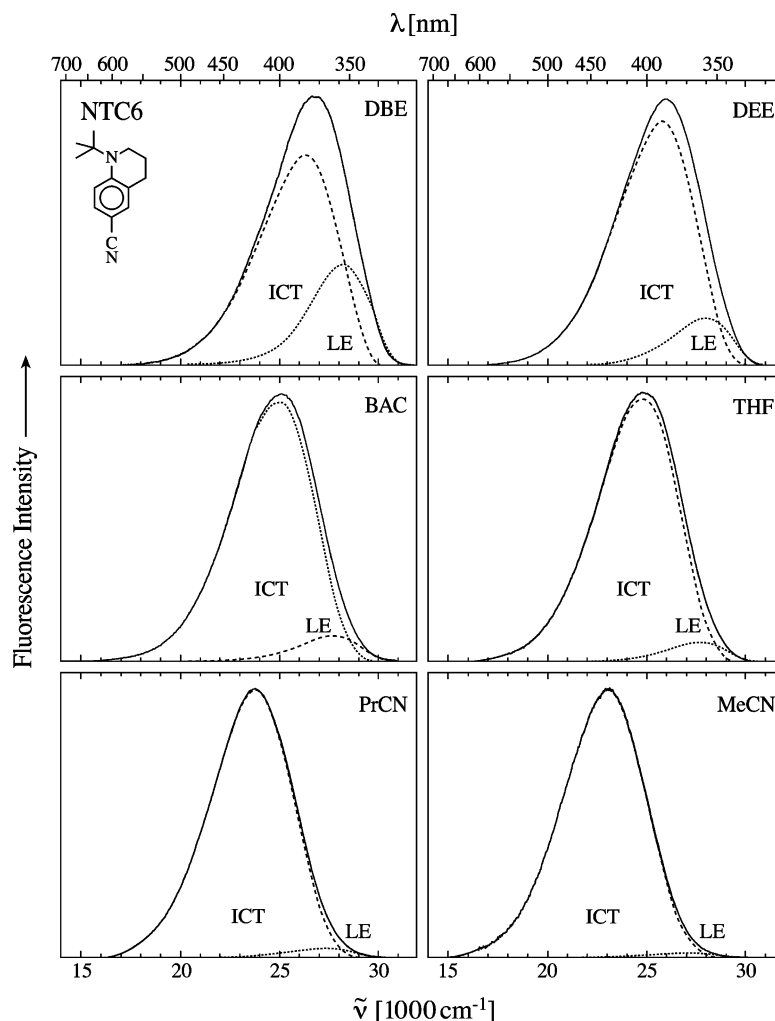 λ [nm]
700 600 500 450 400 350
700 600 500 450 400 350
NTC6
DBE
N
C
N
ICT
LE
DEE
ICT
LE
BAC
ICT
LE
THF
ICT
LE
PrCN
ICT
LE
MeCN
ICT
LE
Fluorescence Intensity
15 20 25 30
15 20 25 30
ṽ [1000 cm⁻¹]